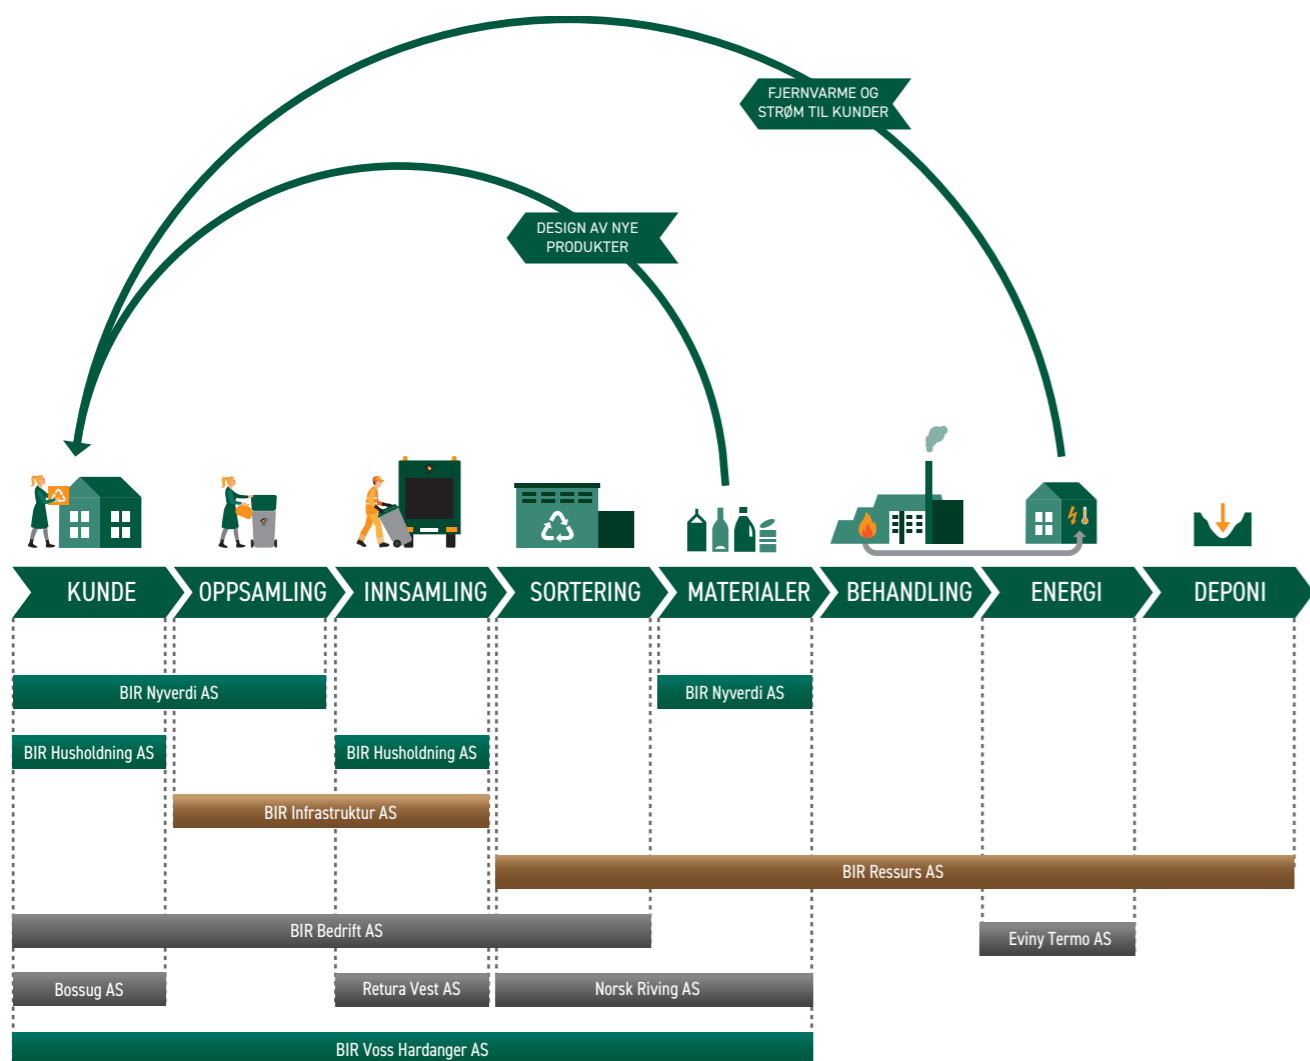 FJERNVARME OG
STRØM TIL KUNDER
DESIGN AV NYE
PRODUKTER
KUNDE
OPPSAMLING
INNSAMLING
SORTERING
MATERIALER
BEHANDLING
ENERGI
DEPONI
BIR Nyverdi AS
BIR Nyverdi AS
BIR Husholdning AS
BIR Husholdning AS
BIR Infrastruktur AS
BIR Ressurs AS
BIR Bedrift AS
Eviny Termo AS
Bossug AS
Retura Vest AS
Norsk Riving AS
BIR Voss Hardanger AS